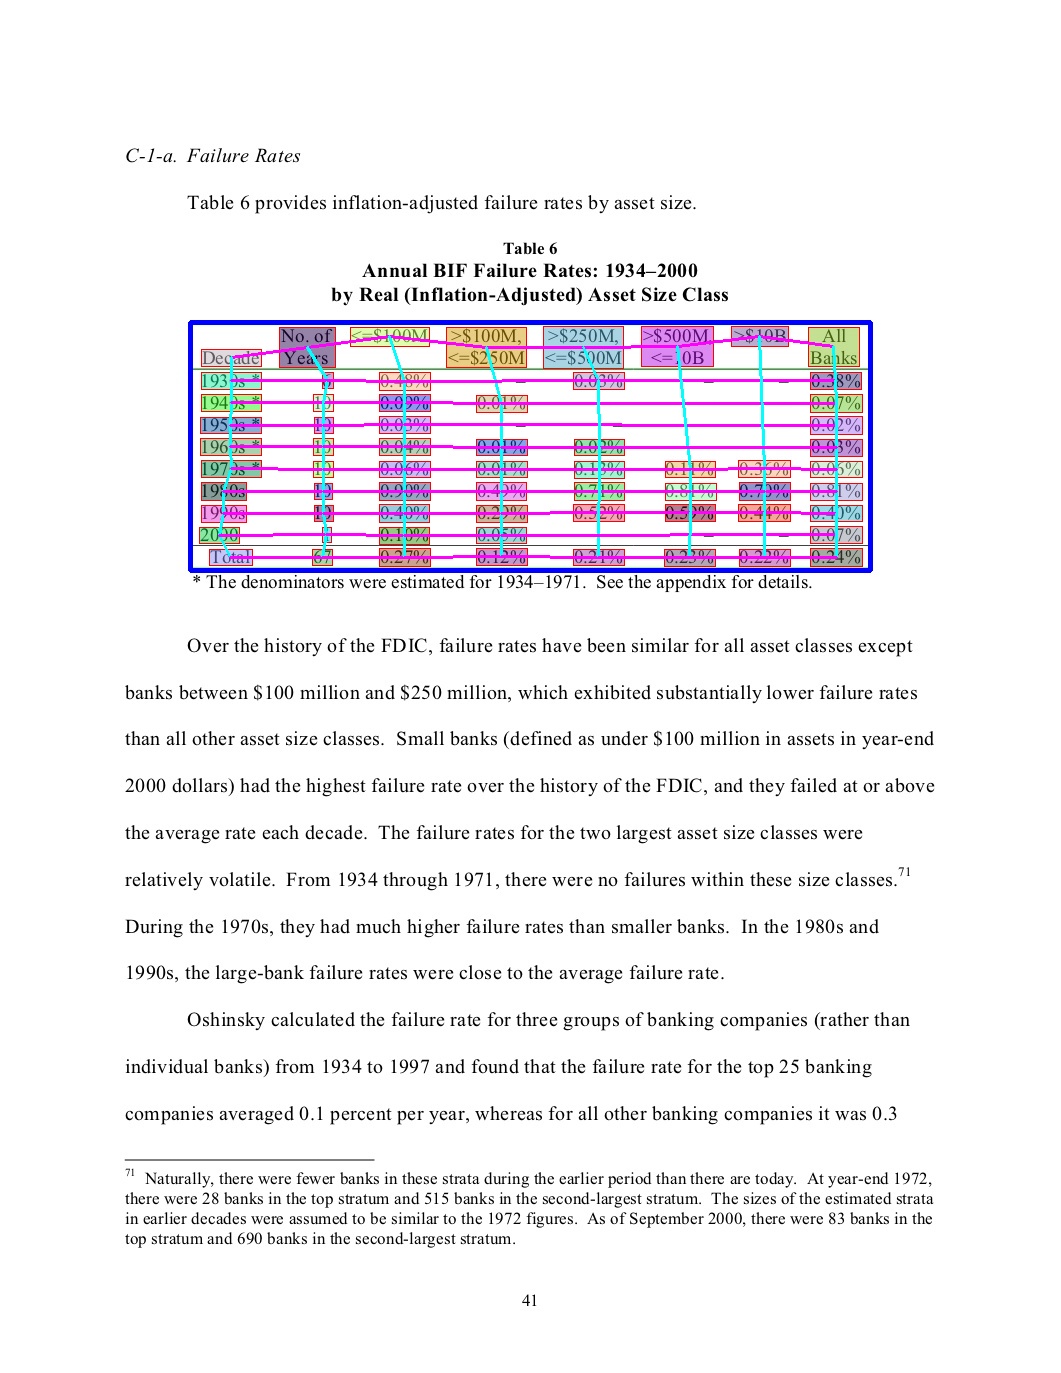 C-1-a. Failure Rates
Table 6 provides inflation-adjusted failure rates by asset size.
Table 6
Annual BIF Failure Rates: 1934–2000
by Real (Inflation-Adjusted) Asset Size Class
No. of <=$100M >$100M, >$250M, >$500M >$10B All
Decade Years <=$250M <=$500M <=10B Banks
1930s * 6 0.48% – 0.03% – – 0.38%
1940s * 10 0.01% 0.07%
1950s * 10 0.03% – – 0.02%
1960s * 10 0.04% 0.01% 0.02% 0.03%
1970s * 10 0.06% 0.01% 0.13% 0.11% 0.05%
1980s 10 0.90% 0.71% 0.81%
1990s 10 0.29% 0.52% 0.44% 0.40%
2000 1 0.10% 0.05% – – 0.07%
Total 67 0.27% 0.12% 0.21% 0.23% 0.22% 0.24%
* The denominators were estimated for 1934–1971. See the appendix for details.
Over the history of the FDIC, failure rates have been similar for all asset classes except
banks between $100 million and $250 million, which exhibited substantially lower failure rates
than all other asset size classes. Small banks (defined as under $100 million in assets in year-end
2000 dollars) had the highest failure rate over the history of the FDIC, and they failed at or above
the average rate each decade. The failure rates for the two largest asset size classes were
relatively volatile. From 1934 through 1971, there were no failures within these size classes.71
During the 1970s, they had much higher failure rates than smaller banks. In the 1980s and
1990s, the large-bank failure rates were close to the average failure rate.
Oshinsky calculated the failure rate for three groups of banking companies (rather than
individual banks) from 1934 to 1997 and found that the failure rate for the top 25 banking
companies averaged 0.1 percent per year, whereas for all other banking companies it was 0.3
71 Naturally, there were fewer banks in these strata during the earlier period than there are today. At year-end 1972,
there were 28 banks in the top stratum and 515 banks in the second-largest stratum. The sizes of the estimated strata
in earlier decades were assumed to be similar to the 1972 figures. As of September 2000, there were 83 banks in the
top stratum and 690 banks in the second-largest stratum.
41